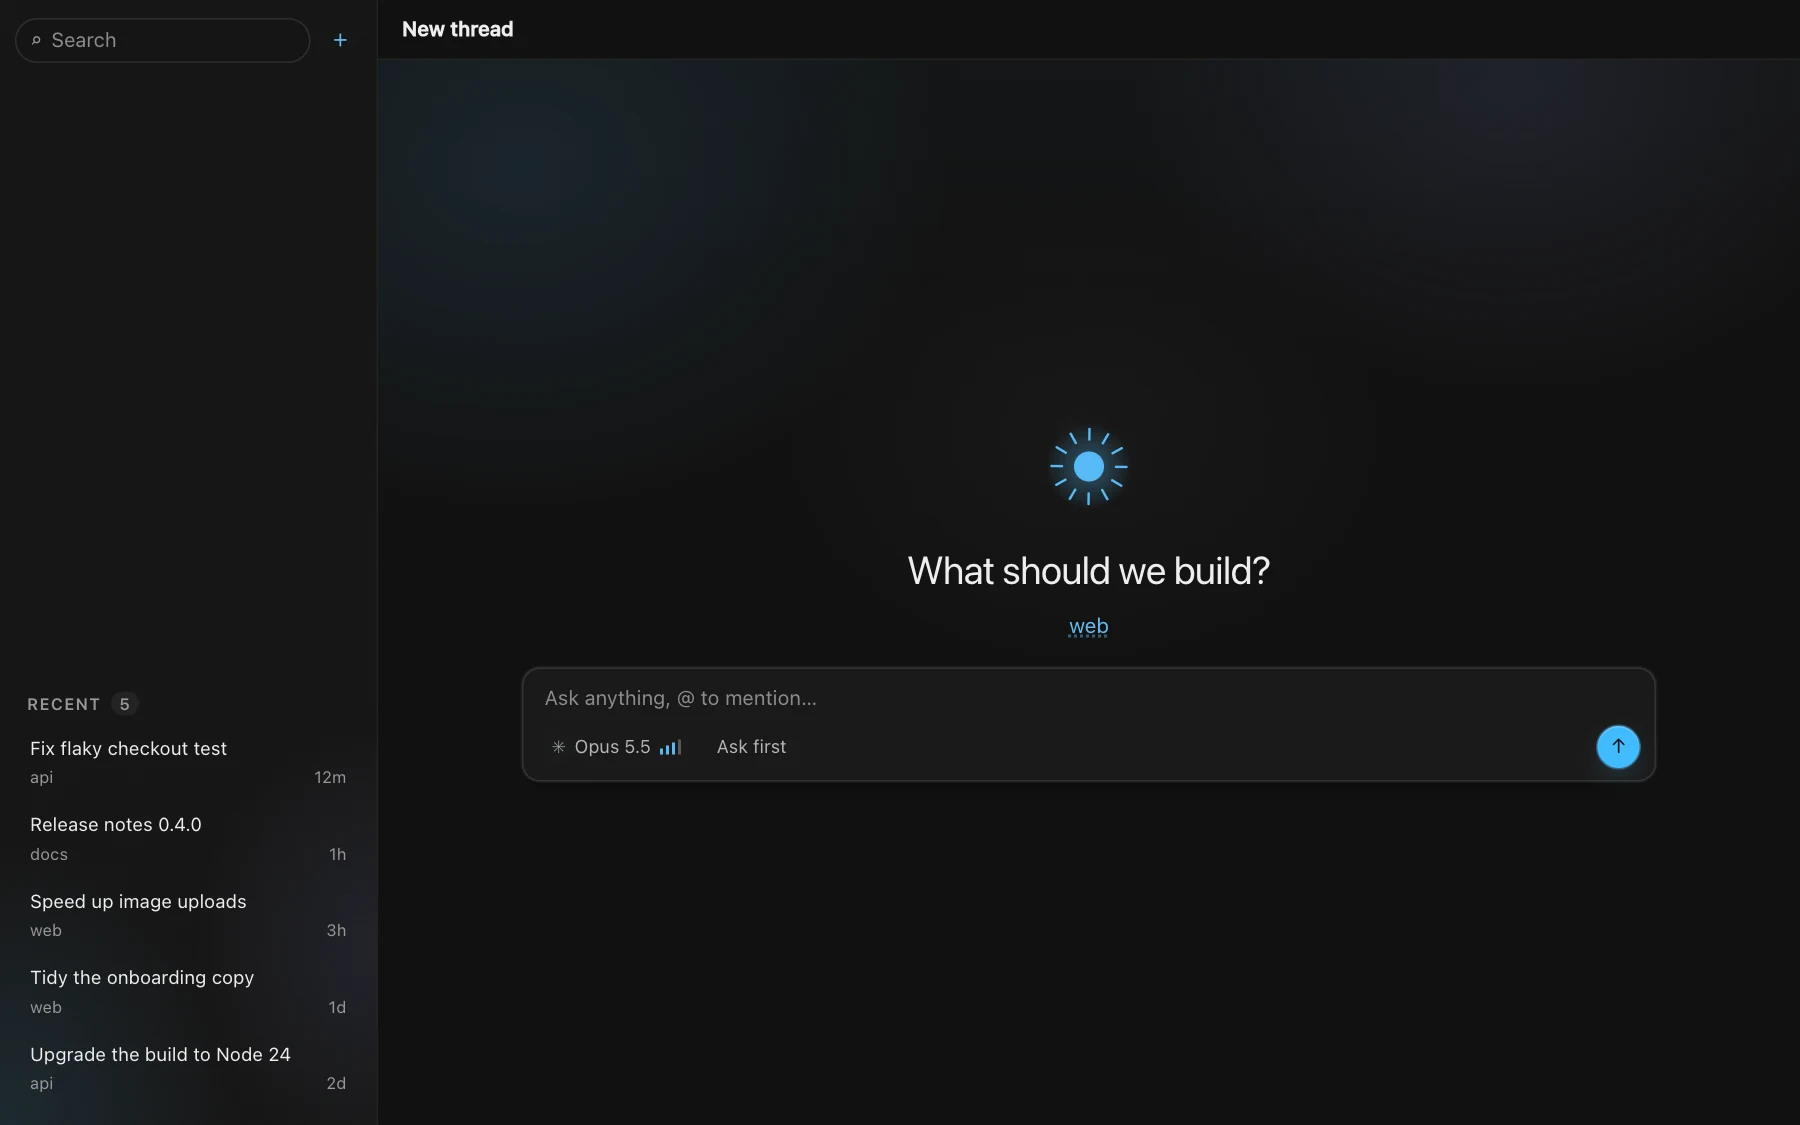 Search
+
New thread
What should we build?
web
Ask anything, @ to mention...
Opus 5.5
Ask first
RECENT 5
Fix flaky checkout test
api 12m
Release notes 0.4.0
docs 1h
Speed up image uploads
web 3h
Tidy the onboarding copy
web 1d
Upgrade the build to Node 24
api 2d